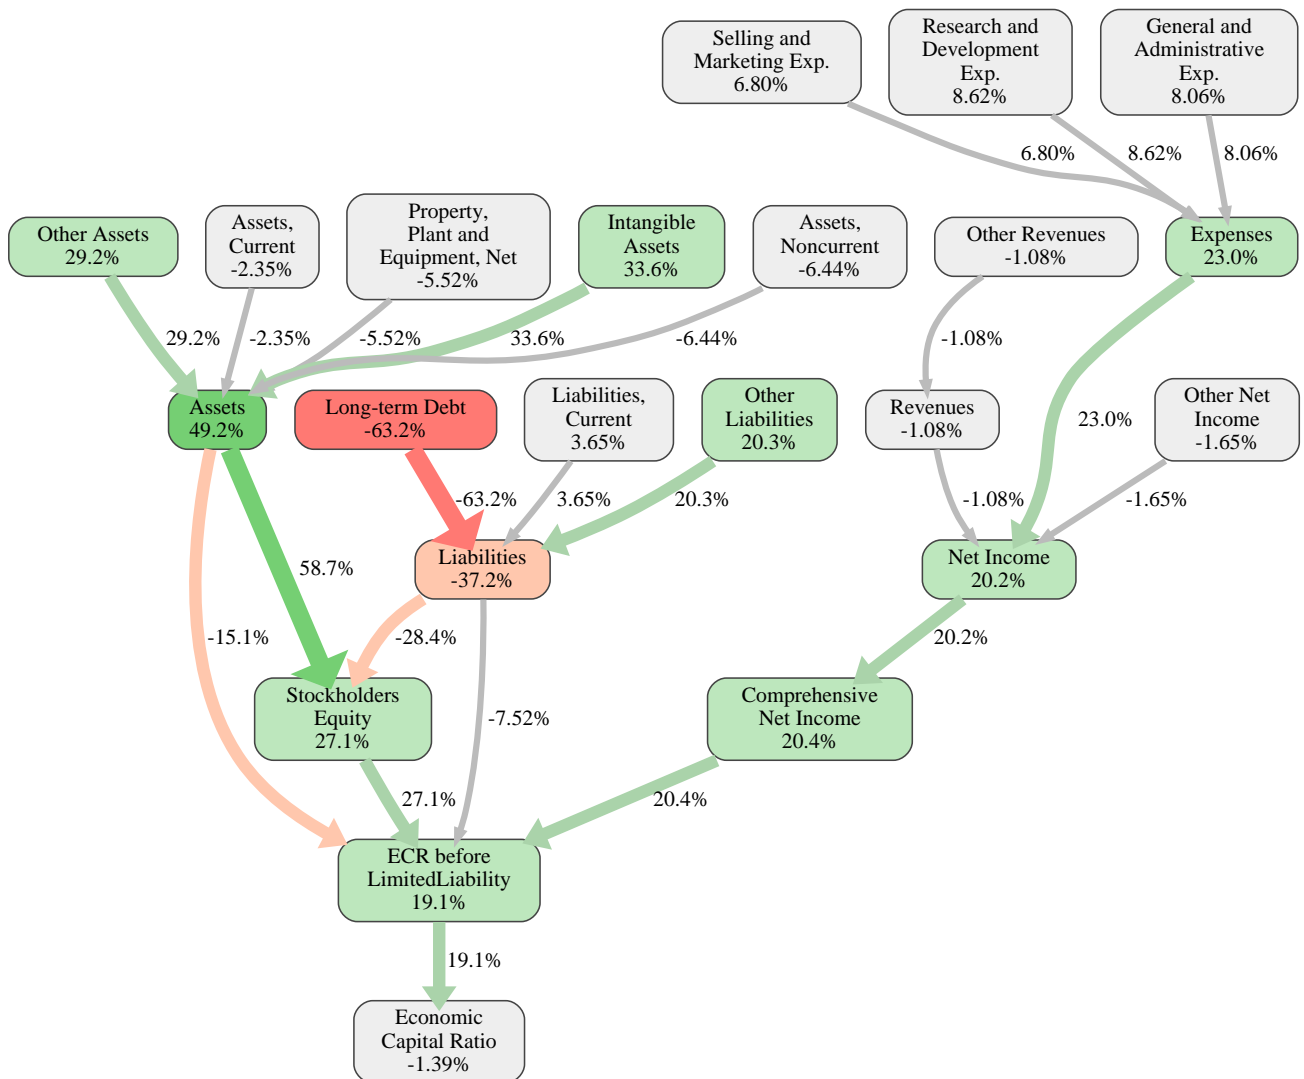 Selling and
Marketing Exp.
6.80%
Research and
Development
Exp.
8.62%
General and
Administrative
Exp.
8.06%
6.80%
8.62%
8.06%
Other Assets
29.2%
Assets,
Current
-2.35%
Property,
Plant and
Equipment, Net
-5.52%
Intangible
Assets
33.6%
Assets,
Noncurrent
-6.44%
Other Revenues
-1.08%
Expenses
23.0%
29.2%
-2.35%
-5.52%
33.6%
-6.44%
-1.08%
Assets
49.2%
Long-term Debt
-63.2%
Liabilities,
Current
3.65%
Other
Liabilities
20.3%
Revenues
-1.08%
23.0%
Other Net
Income
-1.65%
-63.2%
3.65%
20.3%
-1.08%
-1.65%
58.7%
Liabilities
-37.2%
Net Income
20.2%
-15.1%
-28.4%
20.2%
Stockholders
Equity
27.1%
-7.52%
Comprehensive
Net Income
20.4%
27.1%
20.4%
ECR before
LimitedLiability
19.1%
19.1%
Economic
Capital Ratio
-1.39%